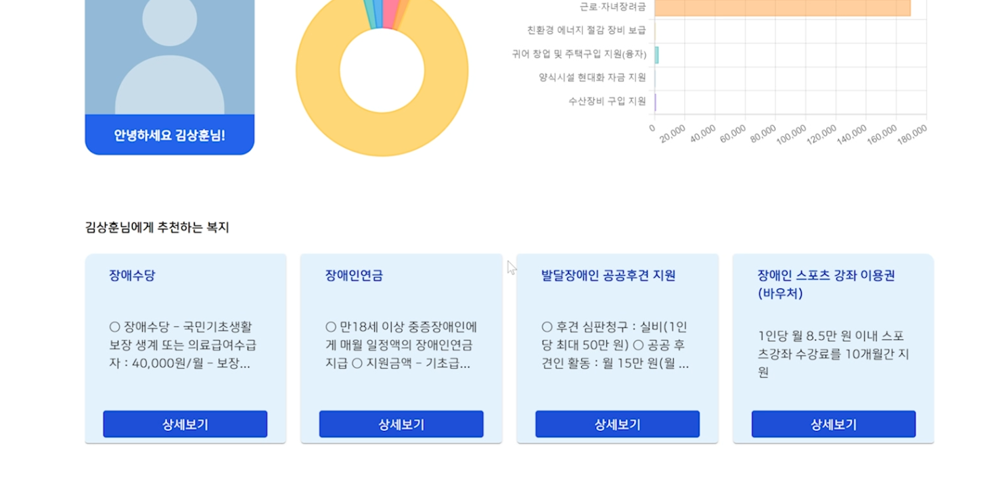 근로·자녀장려금
친환경 에너지 절감 장비 보급
귀어 창업 및 주택구입 지원(융자)
양식시설 현대화 자금 지원
수산장비 구입 지원
0
20,000
40,000
60,000
80,000
100,000
120,000
140,000
160,000
180,000
안녕하세요 김상훈님!
김상훈님에게 추천하는 복지
장애수당
○ 장애수당 – 국민기초생활
보장 생계 또는 의료급여수급
자 : 40,000원/월 – 보장...
상세보기
장애인연금
○ 만18세 이상 중증장애인에
게 매월 일정액의 장애인연금
지급 ○ 지원금액 – 기초급...
상세보기
발달장애인 공공후견 지원
○ 후견 심판청구 : 실비(1인
당 최대 50만 원) ○ 공공 후
견인 활동 : 월 15만 원(월 ...
상세보기
장애인 스포츠 강좌 이용권
(바우처)
1인당 월 8.5만 원 이내 스포
츠강좌 수강료를 10개월간 지
원
상세보기